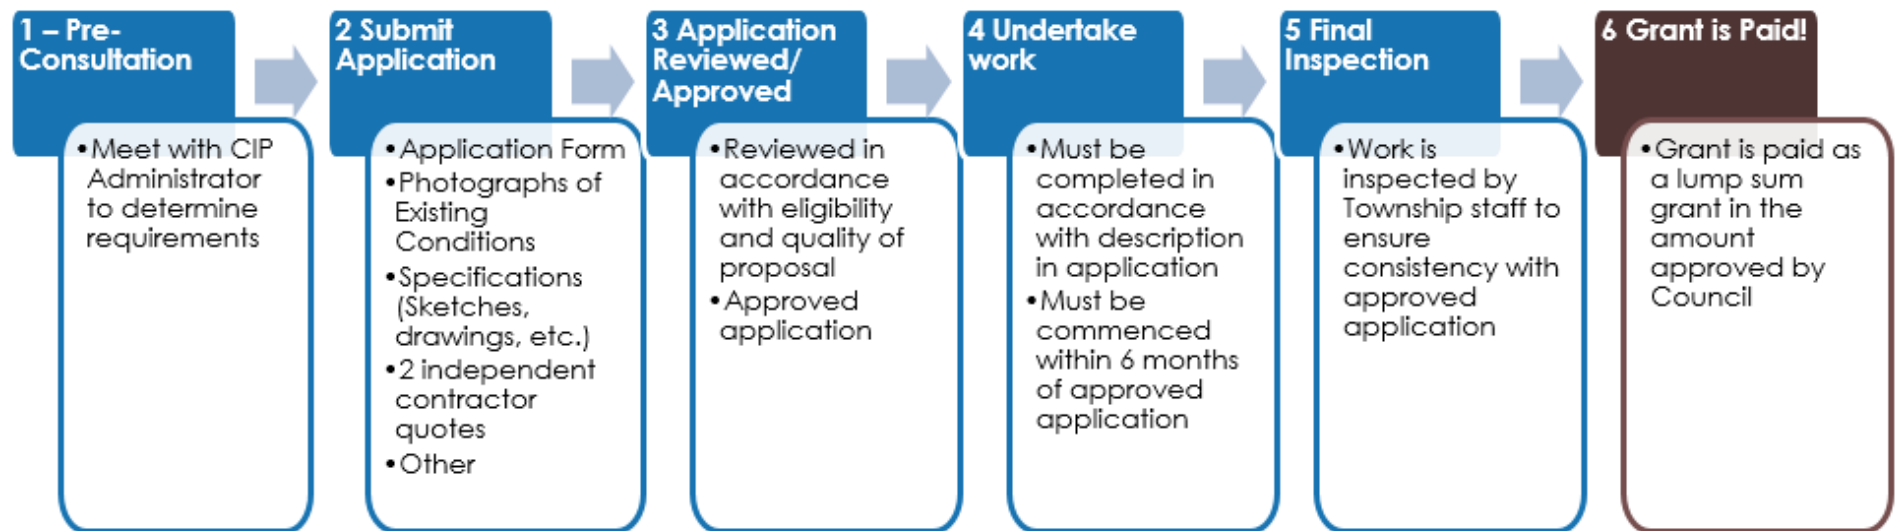 1 – Pre-
Consultation
•Meet with CIP
Administrator
to determine
requirements
2 Submit
Application
•Application Form
•Photographs of
Existing
Conditions
•Specifications
(Sketches,
drawings, etc.)
•2 independent
contractor
quotes
•Other
3 Application
Reviewed/
Approved
•Reviewed in
accordance
with eligibility
and quality of
proposal
•Approved
application
4 Undertake
work
•Must be
completed in
accordance
with description
in application
•Must be
commenced
within 6 months
of approved
application
5 Final
Inspection
•Work is
inspected by
Township staff to
ensure
consistency with
approved
application
6 Grant is Paid!
•Grant is paid as
a lump sum
grant in the
amount
approved by
Council